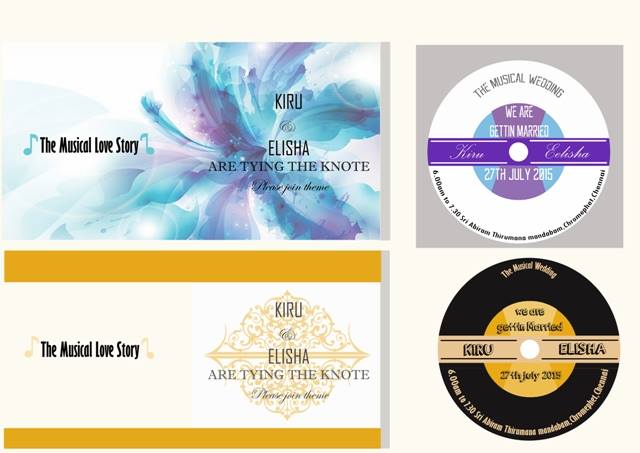 The Musical Love Story
KIRU
&
ELISHA
ARE TYING THE KNOTE
Please join theme
THE MUSICAL WEDDING
WE ARE
GETTIN MARRIED
Kiru Eelisha
27TH JULY 2015
6.00am to 7.30 Sri Abiram Thirumana mandabam,Chromephet,Chennai
The Musical Love Story
KIRU
&
ELISHA
ARE TYING THE KNOTE
Please join theme
The Musical Wedding
we are
gettin Married
KIRU ELISHA
27th july 2015
6.00am to 7.30 Sri Abiram Thirumana mandabam,Chromephet,Chennai